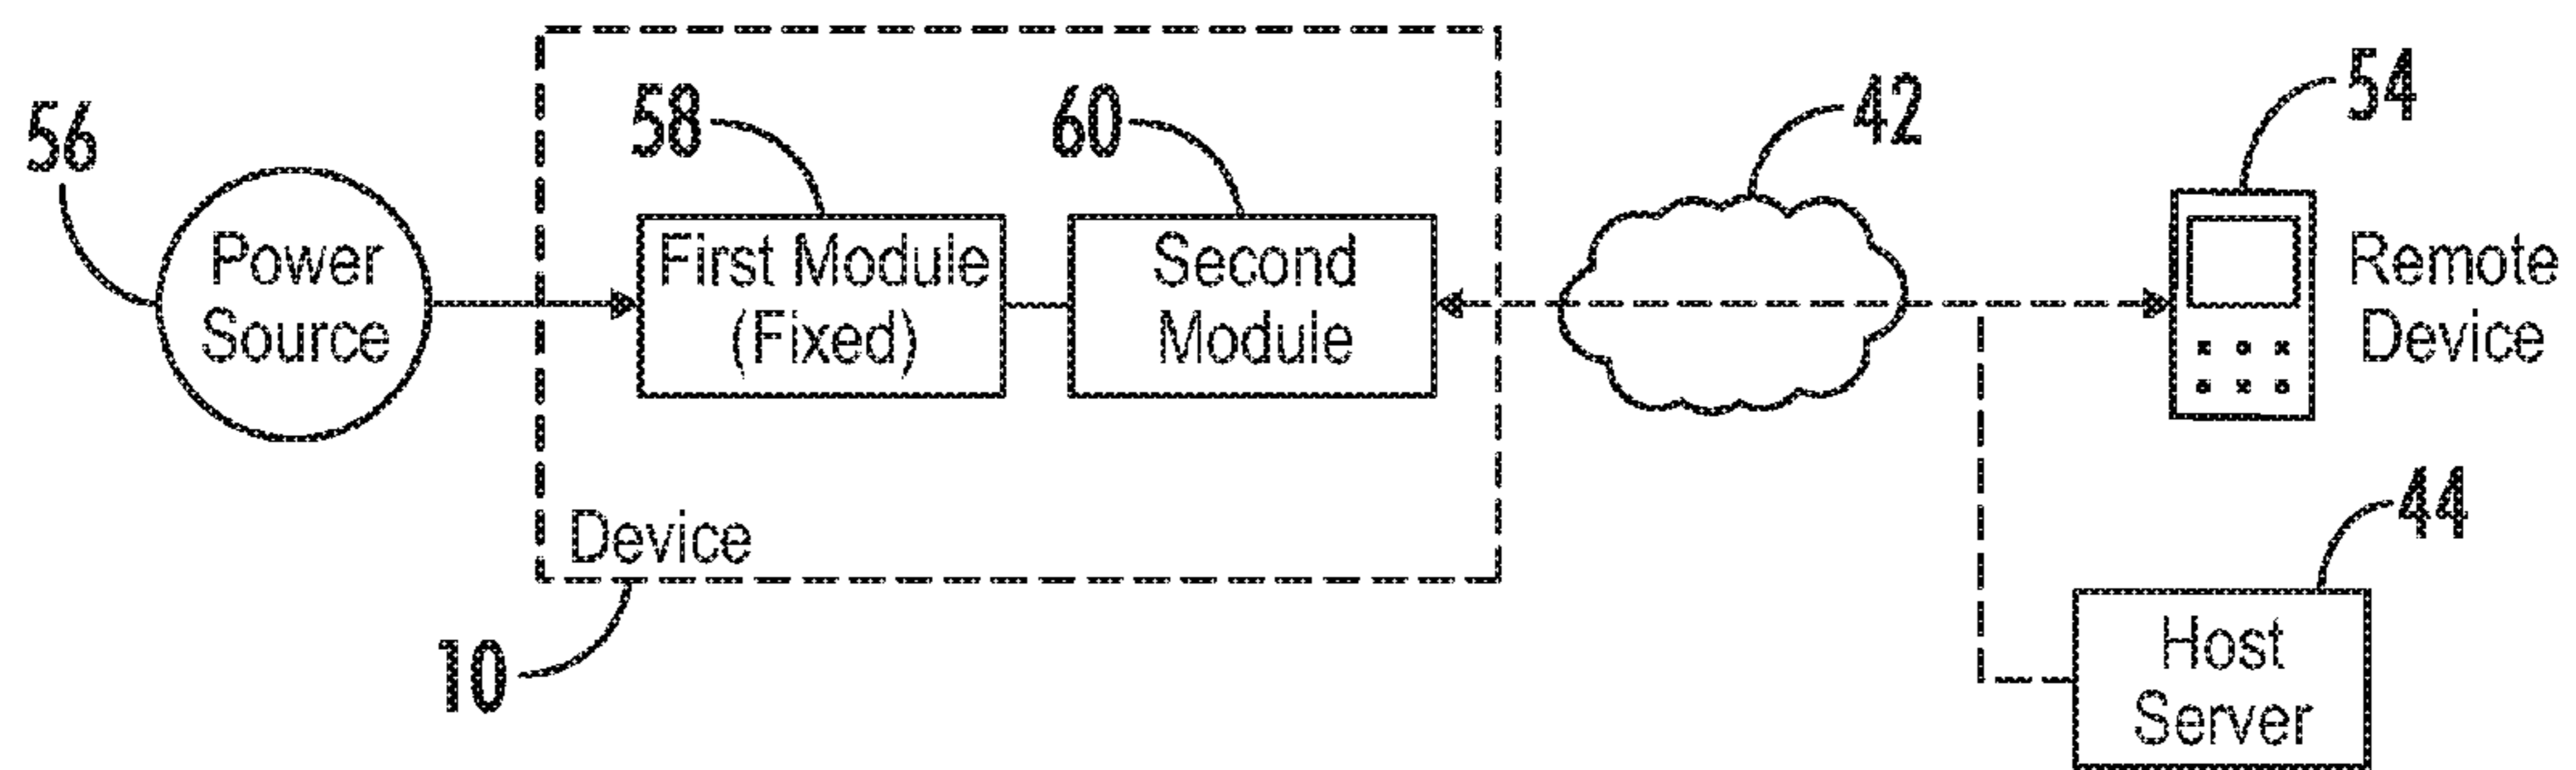 56
Power
Source
58
First Module
(Fixed)
60
Second
Module
Device
10
42
54
Remote
Device
44
Host
Server